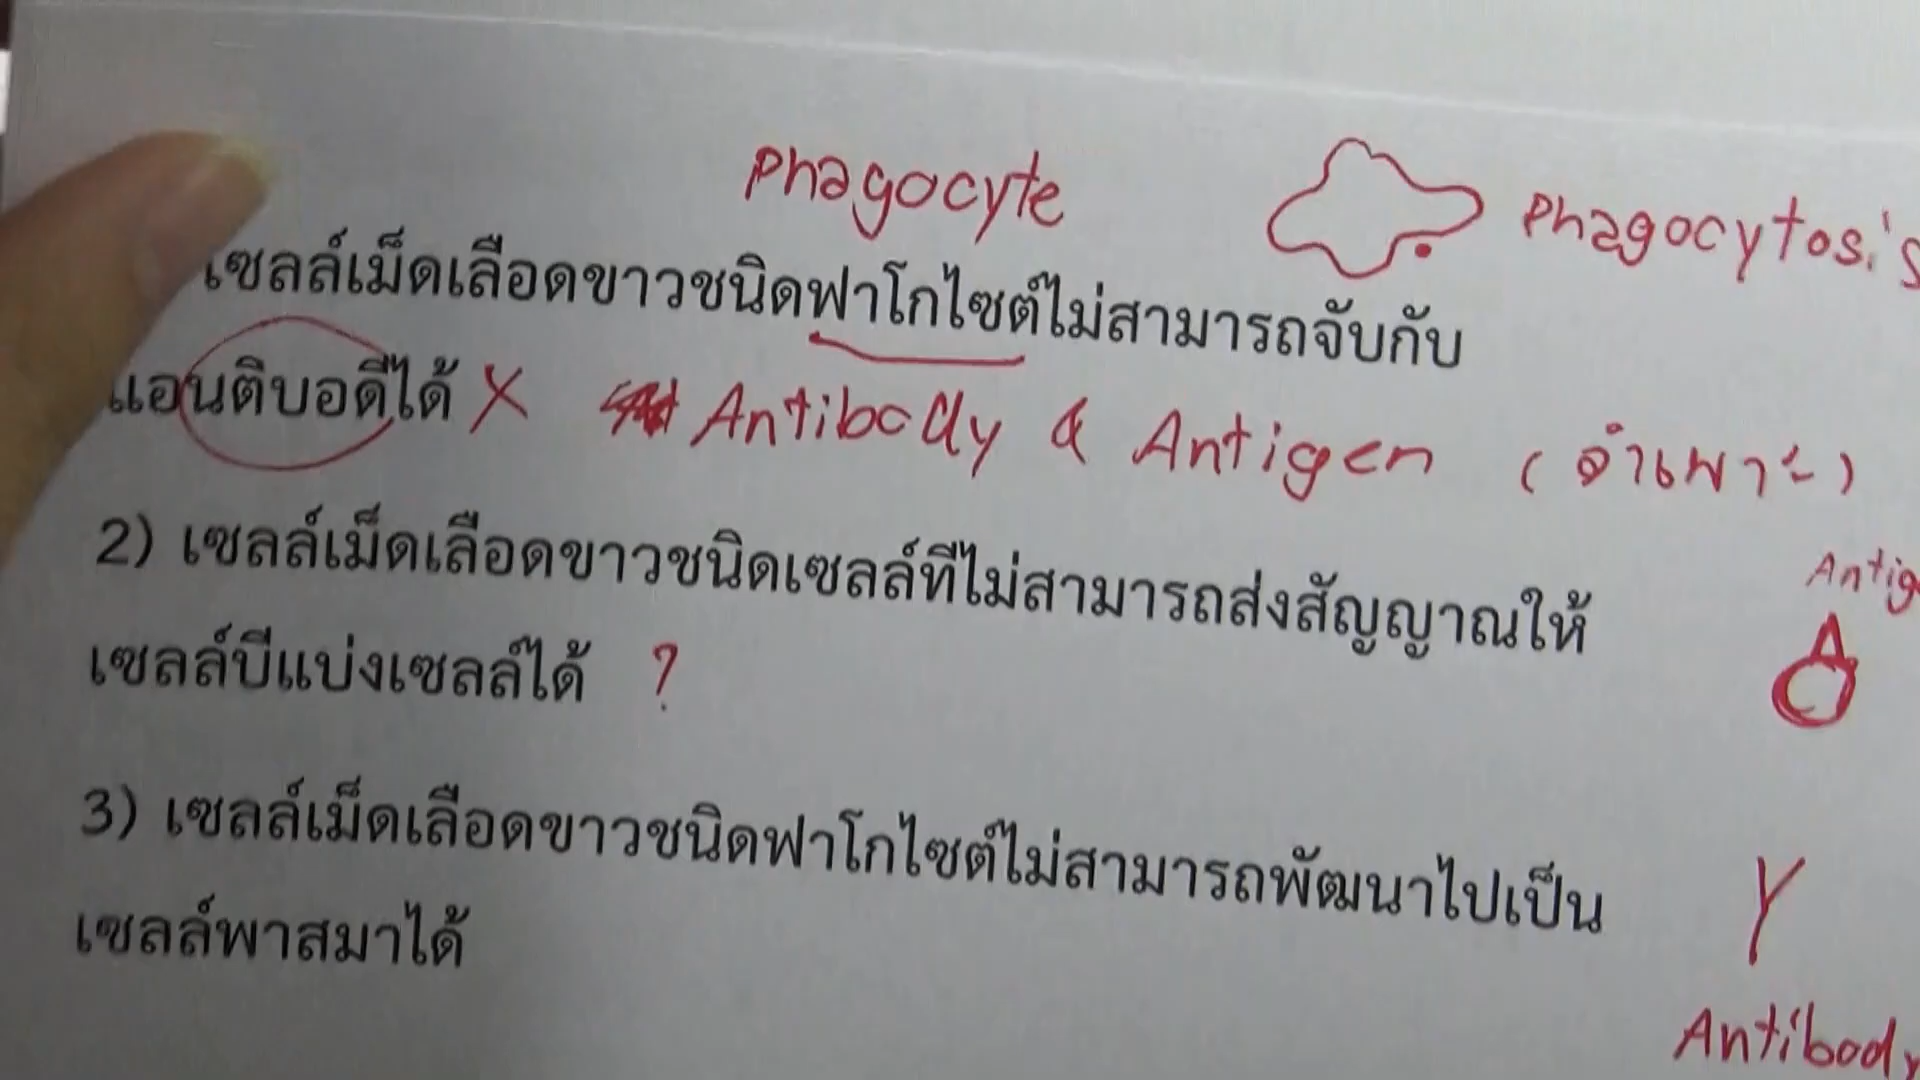 Phagocyte
Phagocytosis
เซลล์เม็ดเลือดขาวชนิดฟาโกไซต์ไม่สามารถจับกับ
แอนติบอดีได้ X Antibody & Antigen (จำเพาะ)
2) เซลล์เม็ดเลือดขาวชนิดเซลล์ทีไม่สามารถส่งสัญญาณให้
Antig
เซลล์บีแบ่งเซลล์ได้ ?
3) เซลล์เม็ดเลือดขาวชนิดฟาโกไซต์ไม่สามารถพัฒนาไปเป็น
เซลล์พาสมาได้
Antibody